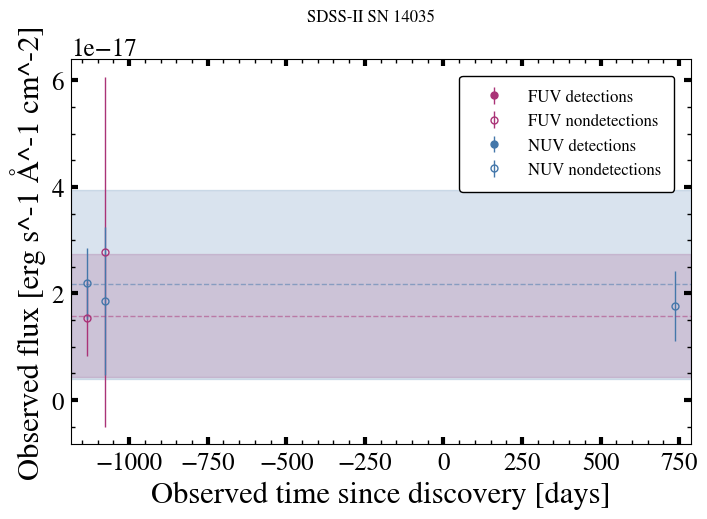 SDSS-II SN 14035
1e−17
Observed flux [erg s^-1 Å^-1 cm^-2]
6
4
2
0
FUV detections
FUV nondetections
NUV detections
NUV nondetections
−1000 −750 −500 −250 0 250 500 750
Observed time since discovery [days]